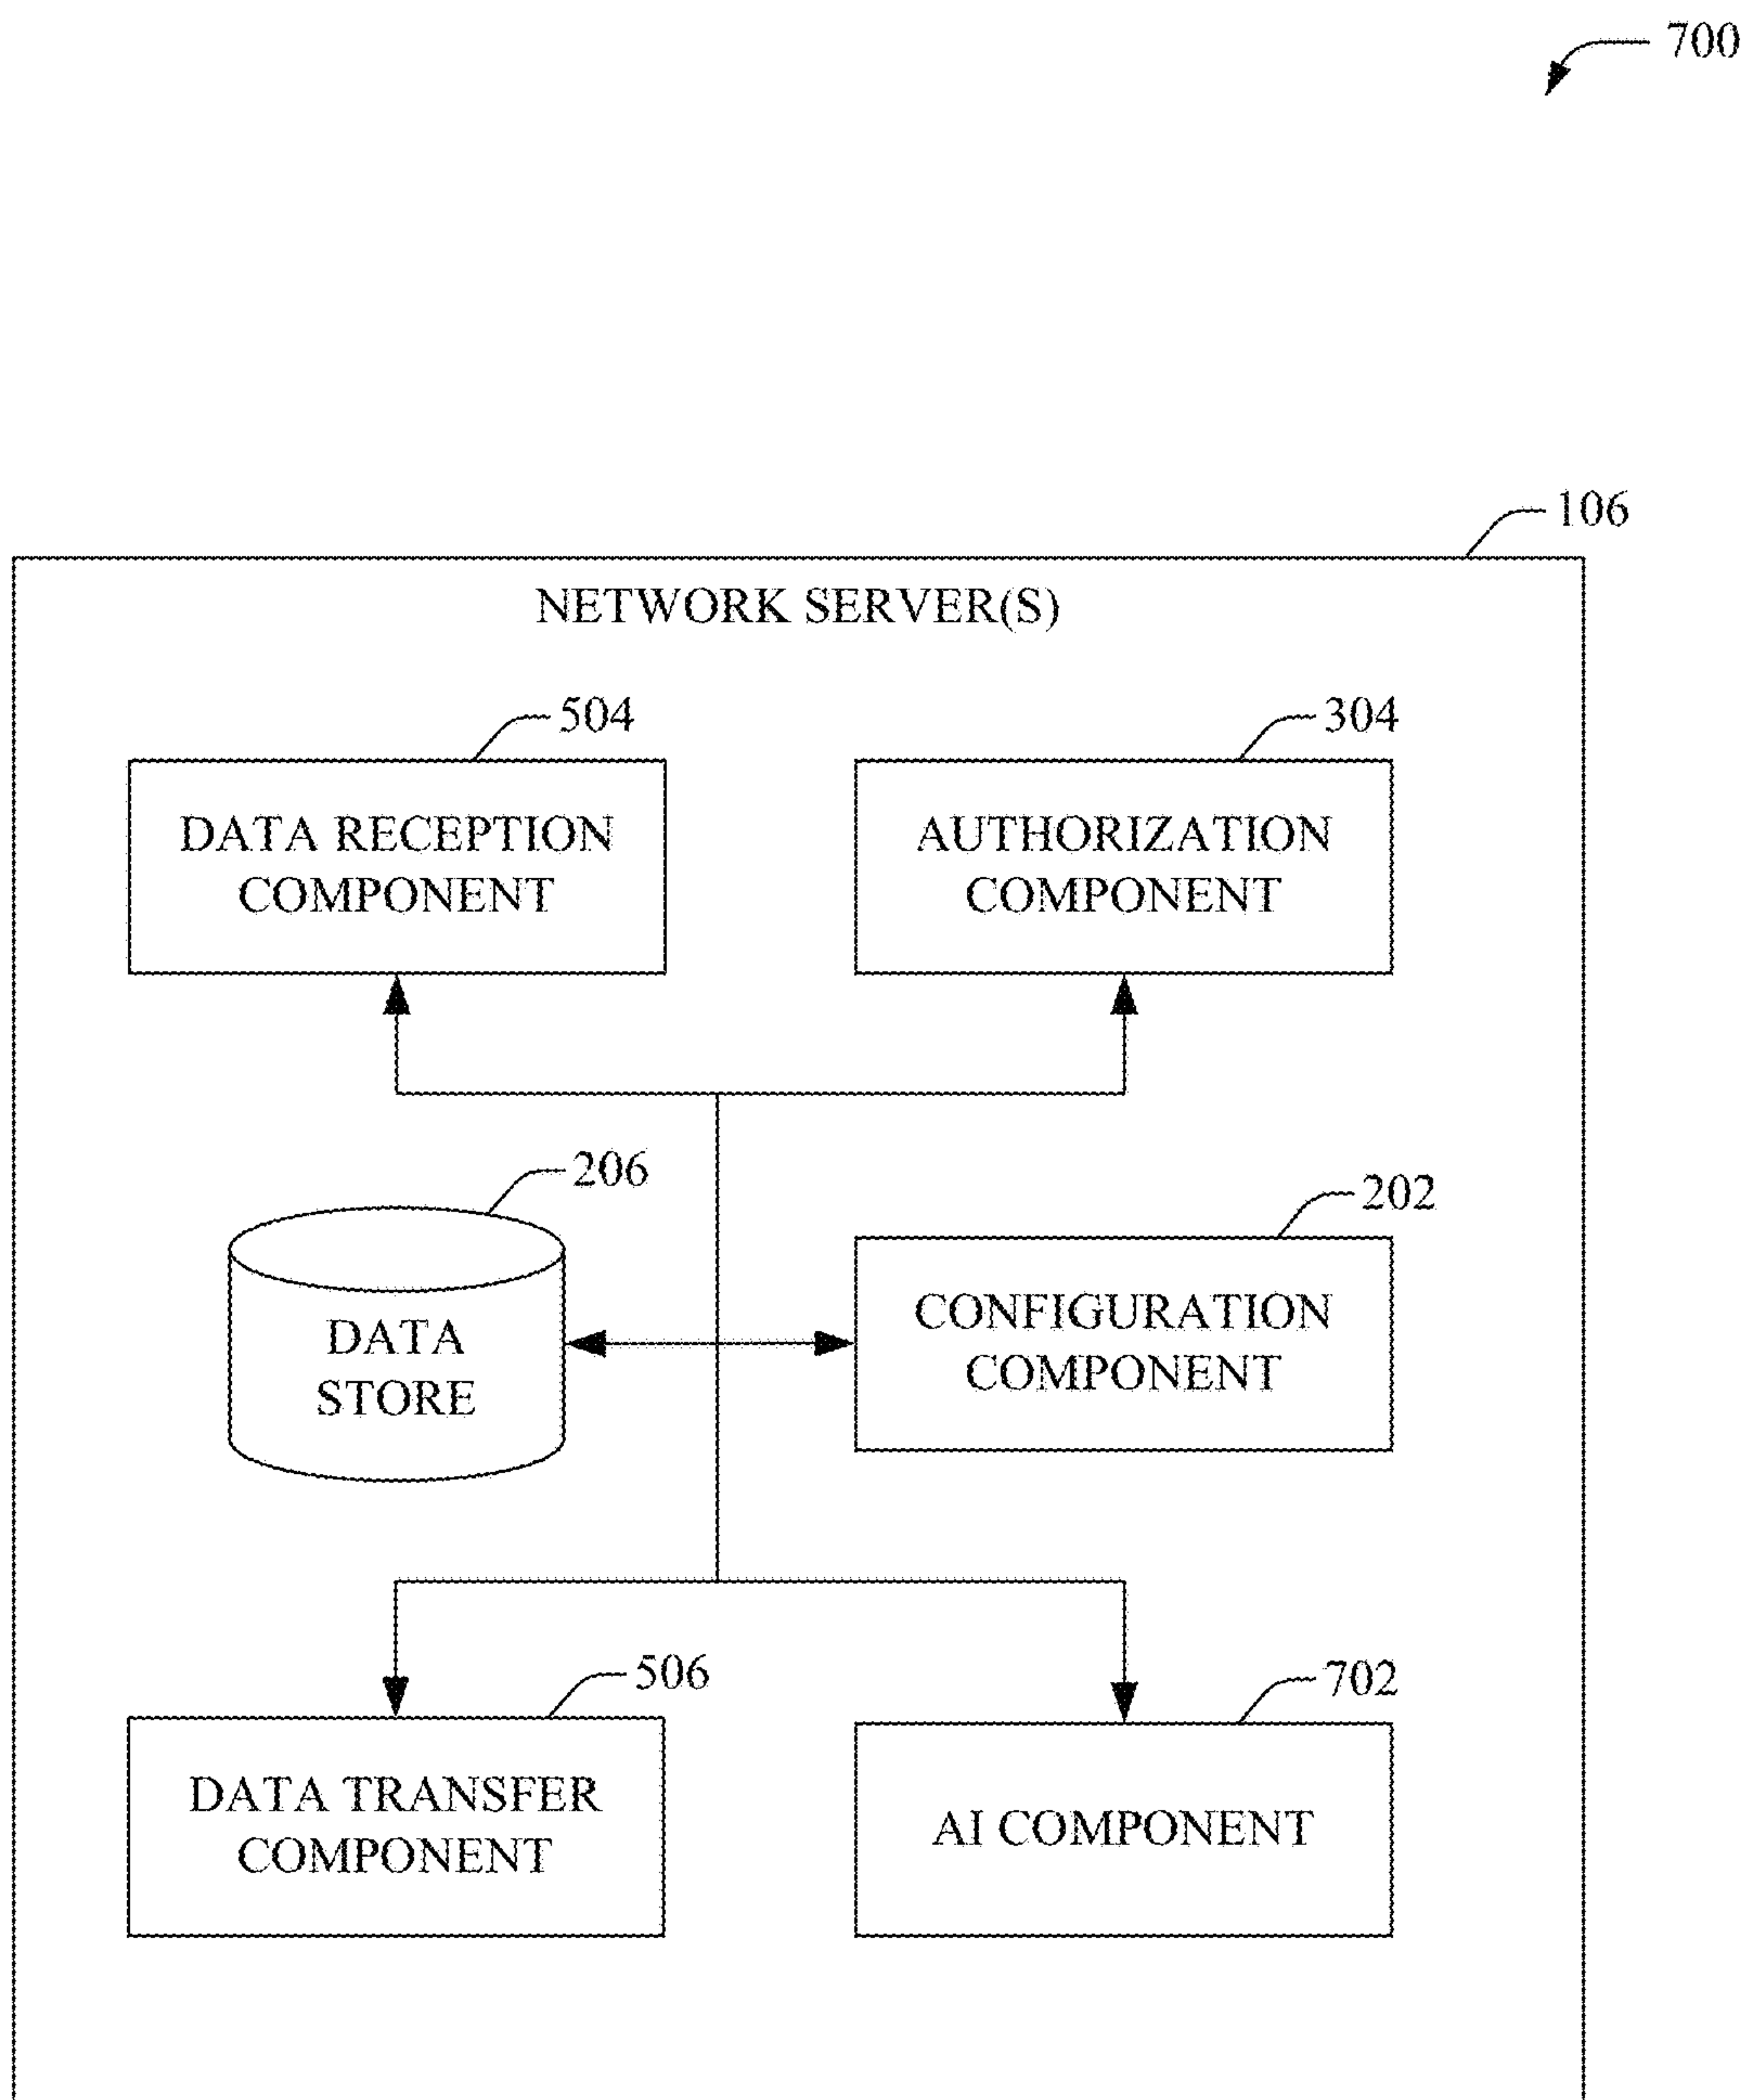 700
106
NETWORK SERVER(S)
504
304
DATA RECEPTION
COMPONENT
AUTHORIZATION
COMPONENT
206
202
DATA
STORE
CONFIGURATION
COMPONENT
506
702
DATA TRANSFER
COMPONENT
AI COMPONENT